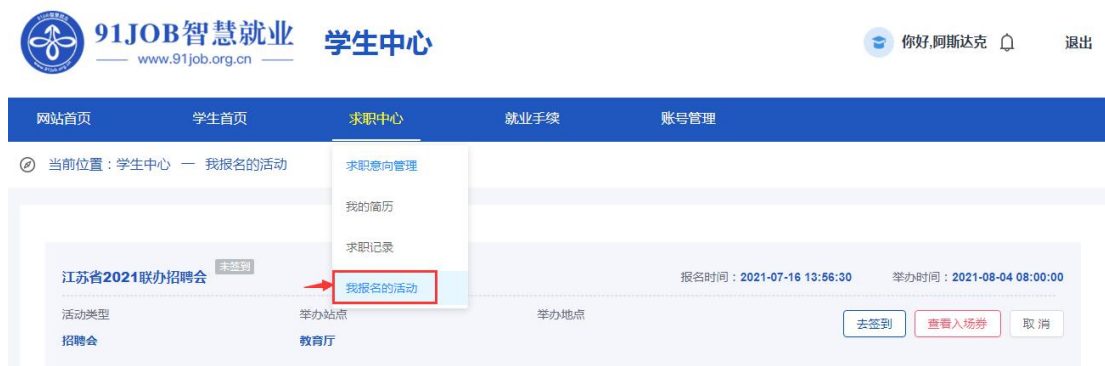 91JOB智慧就业
www.91job.org.cn
学生中心
你好,阿斯达克
退出
网站首页
学生首页
求职中心
就业手续
账号管理
当前位置：学生中心 一 我报名的活动
求职意向管理
我的简历
求职记录
我报名的活动
江苏省2021联办招聘会
未签到
报名时间：2021-07-16 13:56:30
举办时间：2021-08-04 08:00:00
活动类型
举办站点
举办地点
招聘会
教育厅
去签到
查看入场券
取 消